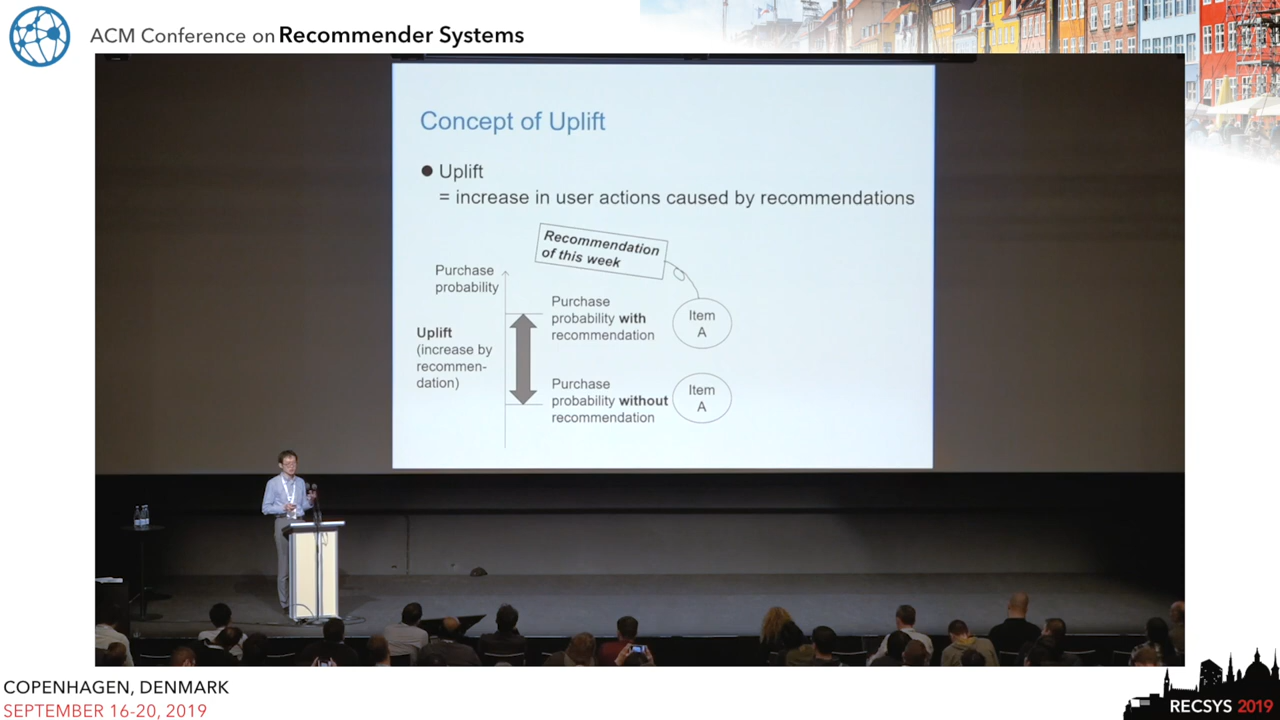 ACM Conference on Recommender Systems
Concept of Uplift
Uplift
= increase in user actions caused by recommendations
Recommendation
of this week
Purchase
probability
Purchase
probability with
recommendation
Item
A
Uplift
(increase by
recommen-
dation)
Purchase
probability without
recommendation
Item
A
COPENHAGEN, DENMARK
SEPTEMBER 16-20, 2019
RECSYS 2019